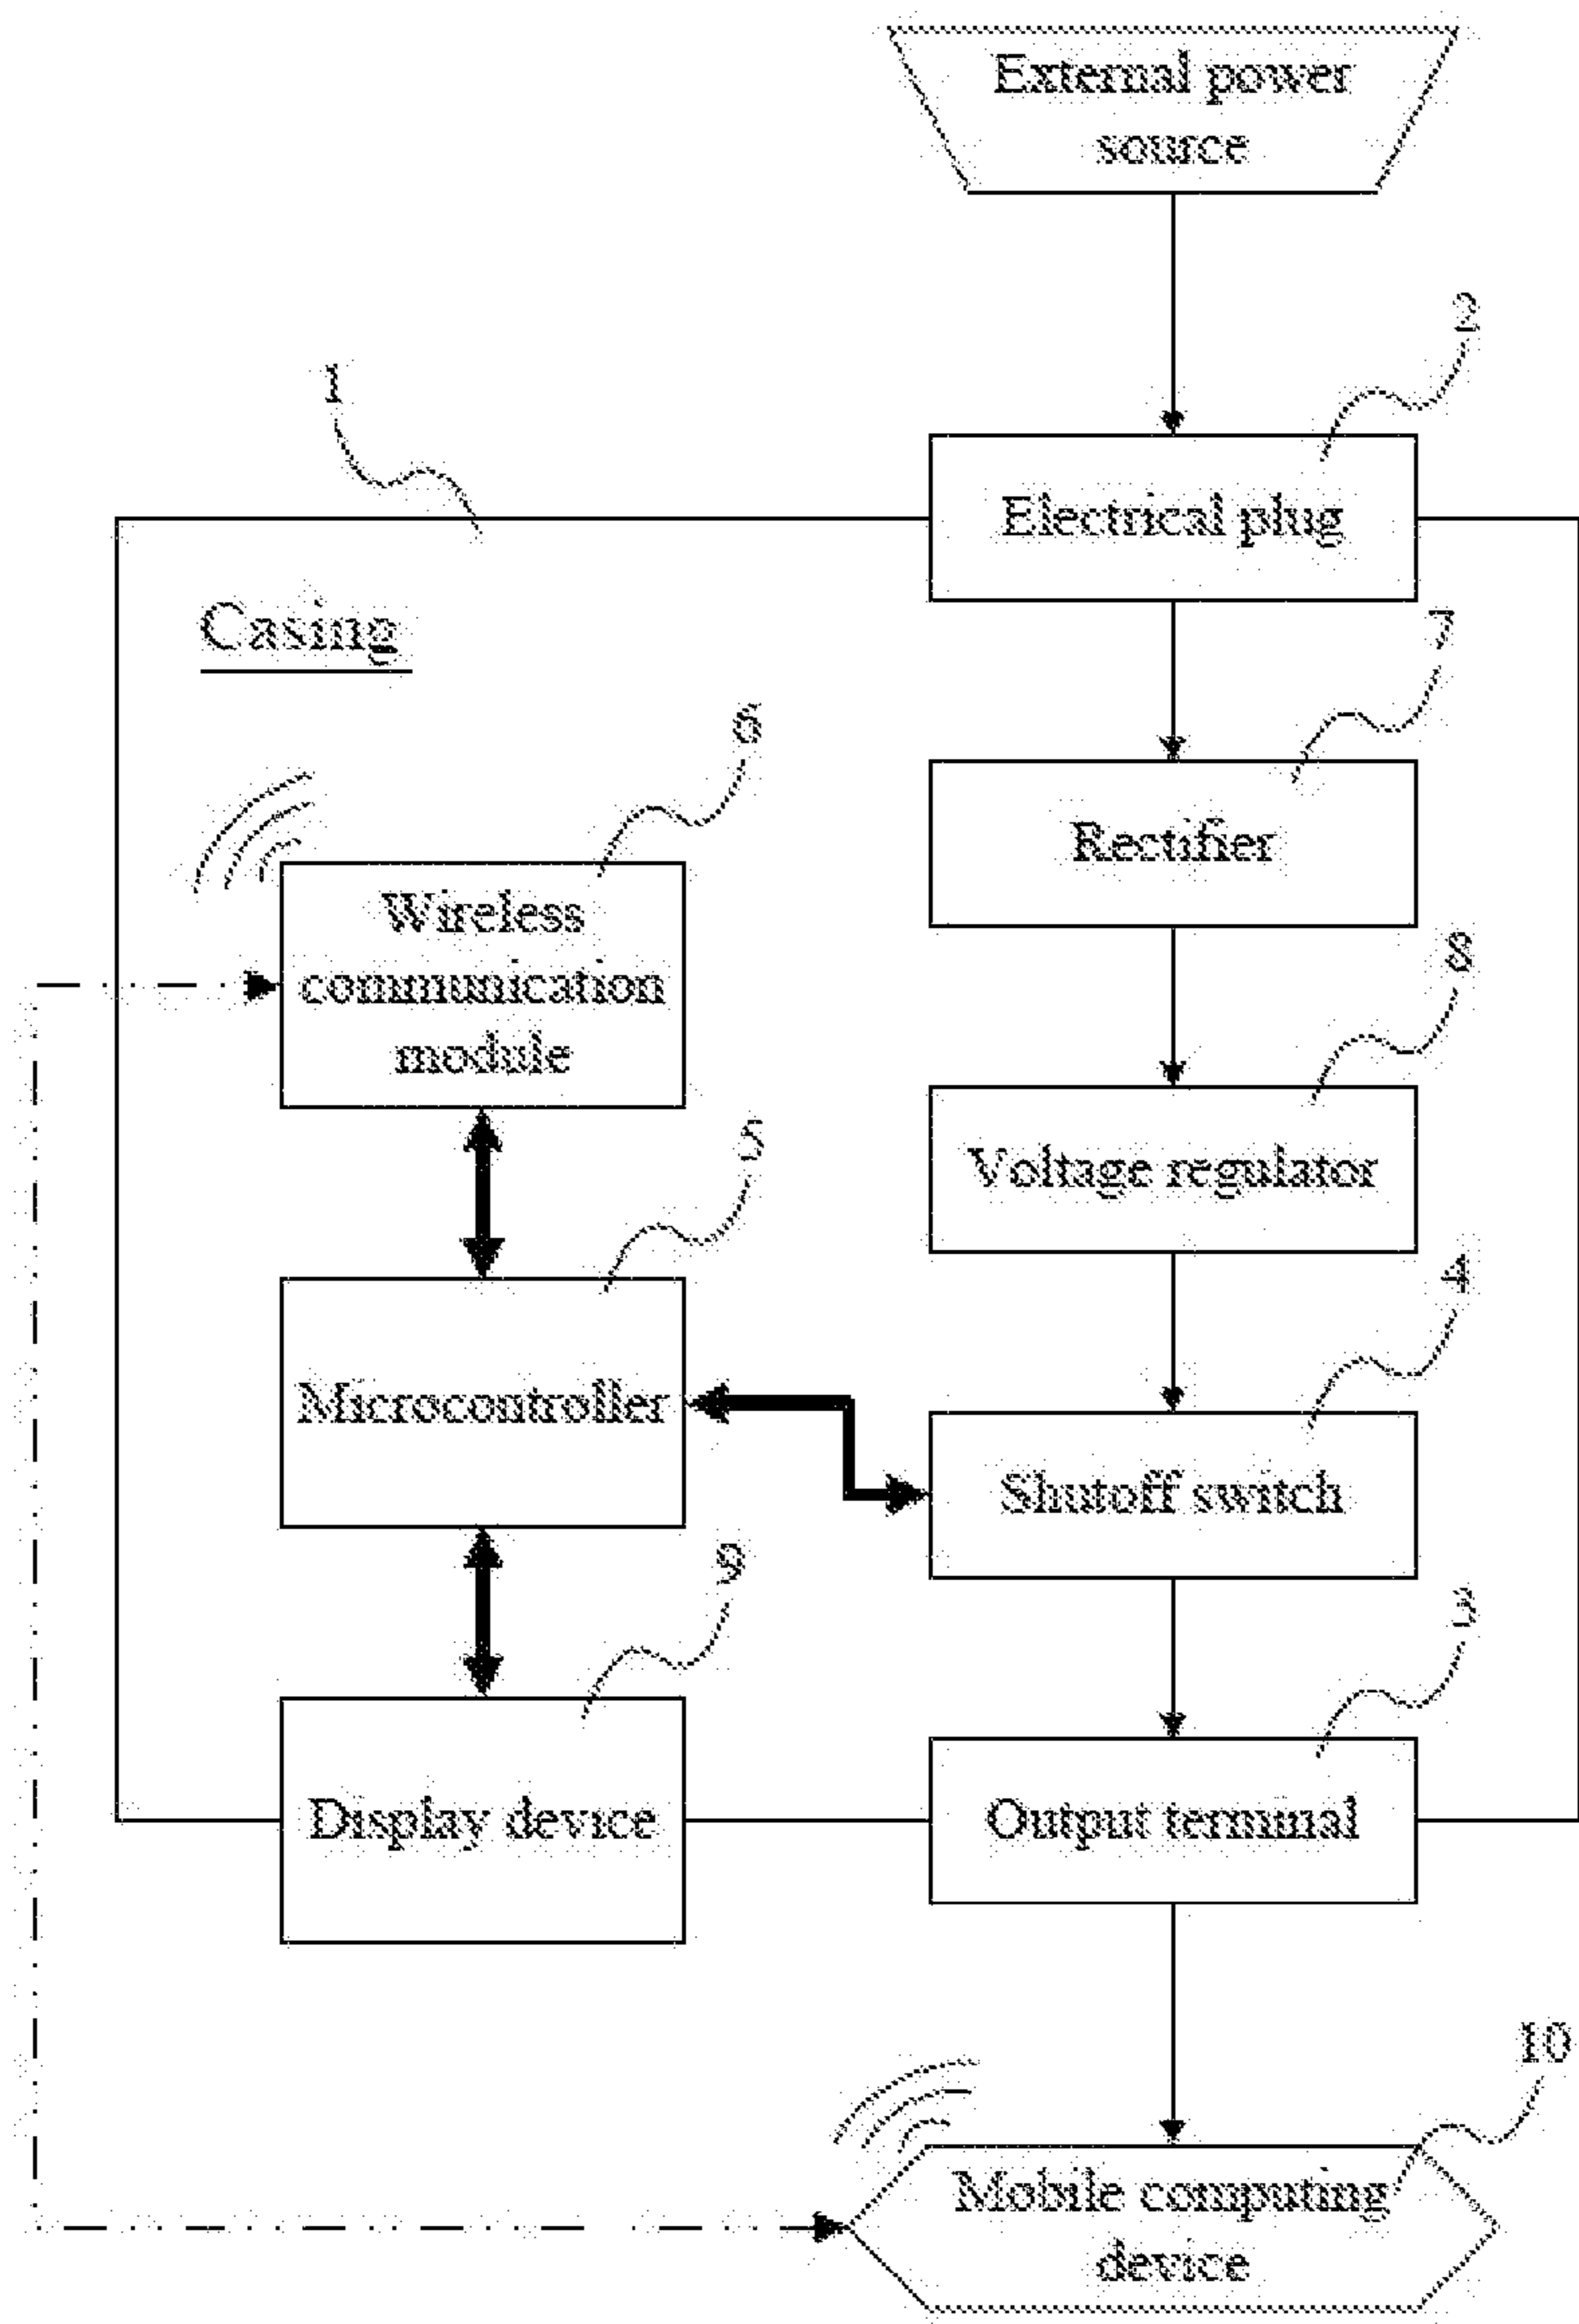 External power
source
2
1
Electrical plug
Casing
7
6
Rectifier
Wireless
communication
module
8
5
Voltage regulator
4
Microcontroller
Shutoff switch
9
3
Display device
Output terminal
10
Mobile computing
device